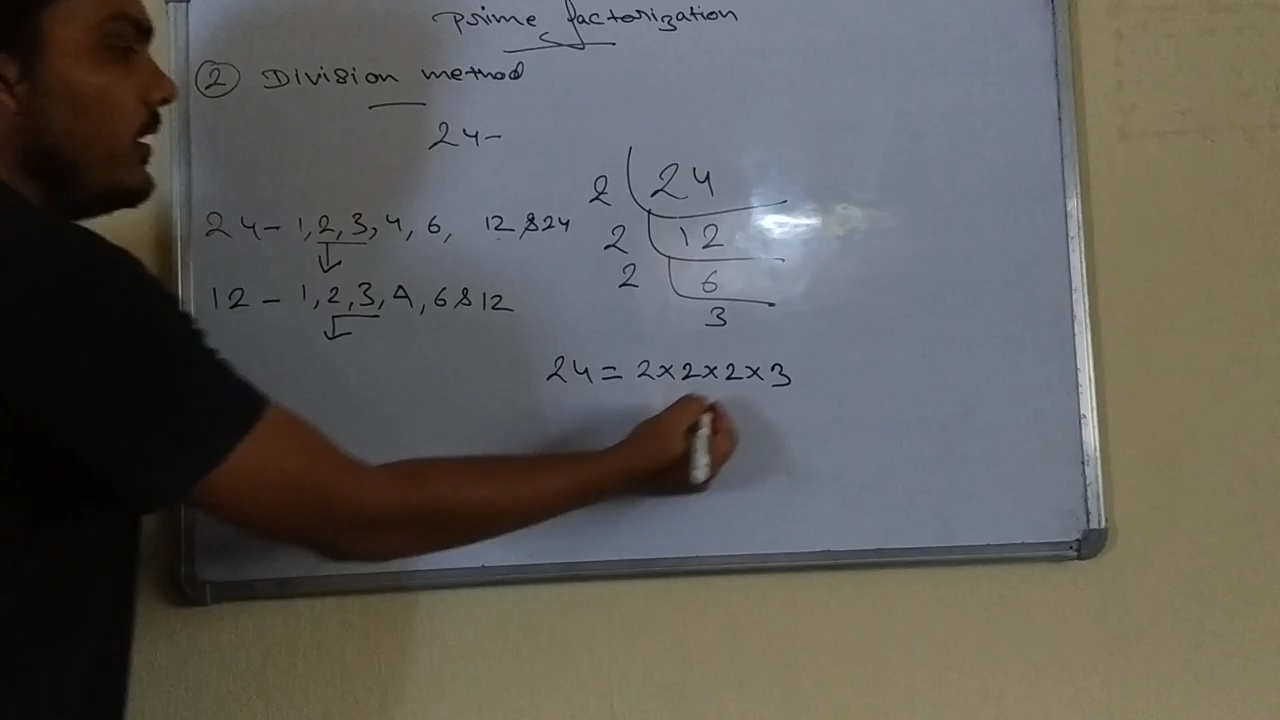 Prime factorization
② Division method
24-
24- 1, 2, 3, 4, 6, 12 & 24
12 - 1, 2, 3, 4, 6 & 12
2 24
2 12
2 6
3
24 = 2×2×2×3